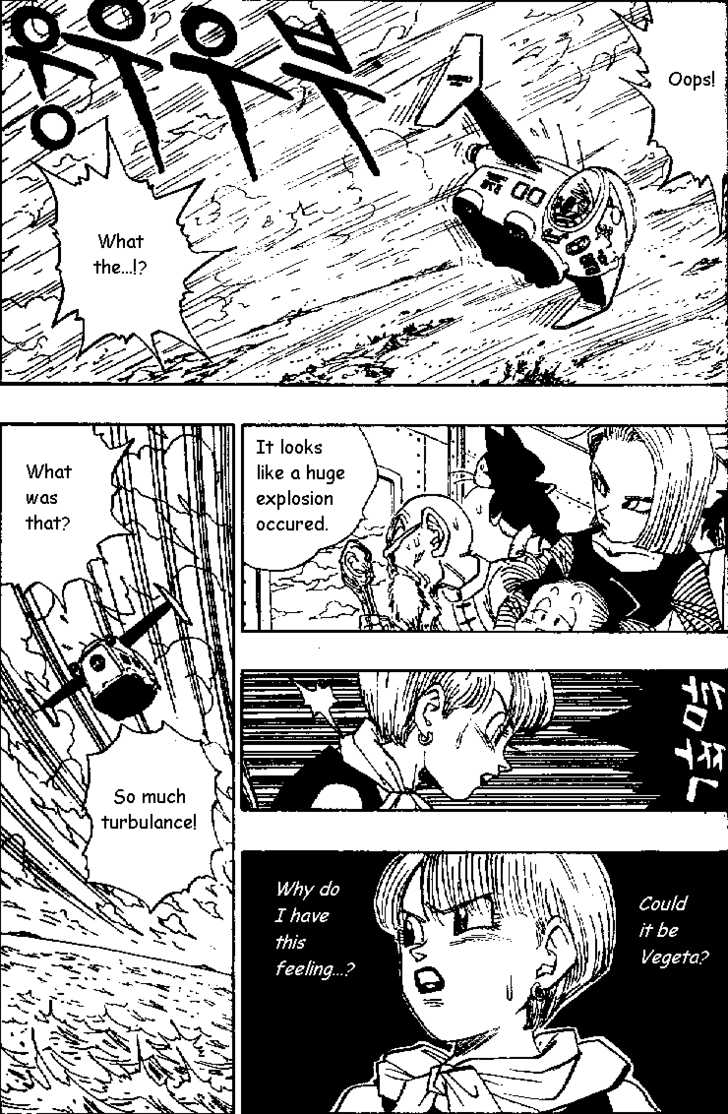 What
the...!?
Oops!
What
was
that?
So much
turbulance!
It looks
like a huge
explosion
occured.
Why do
I have
this
feeling...?
Could
it be
Vegeta?